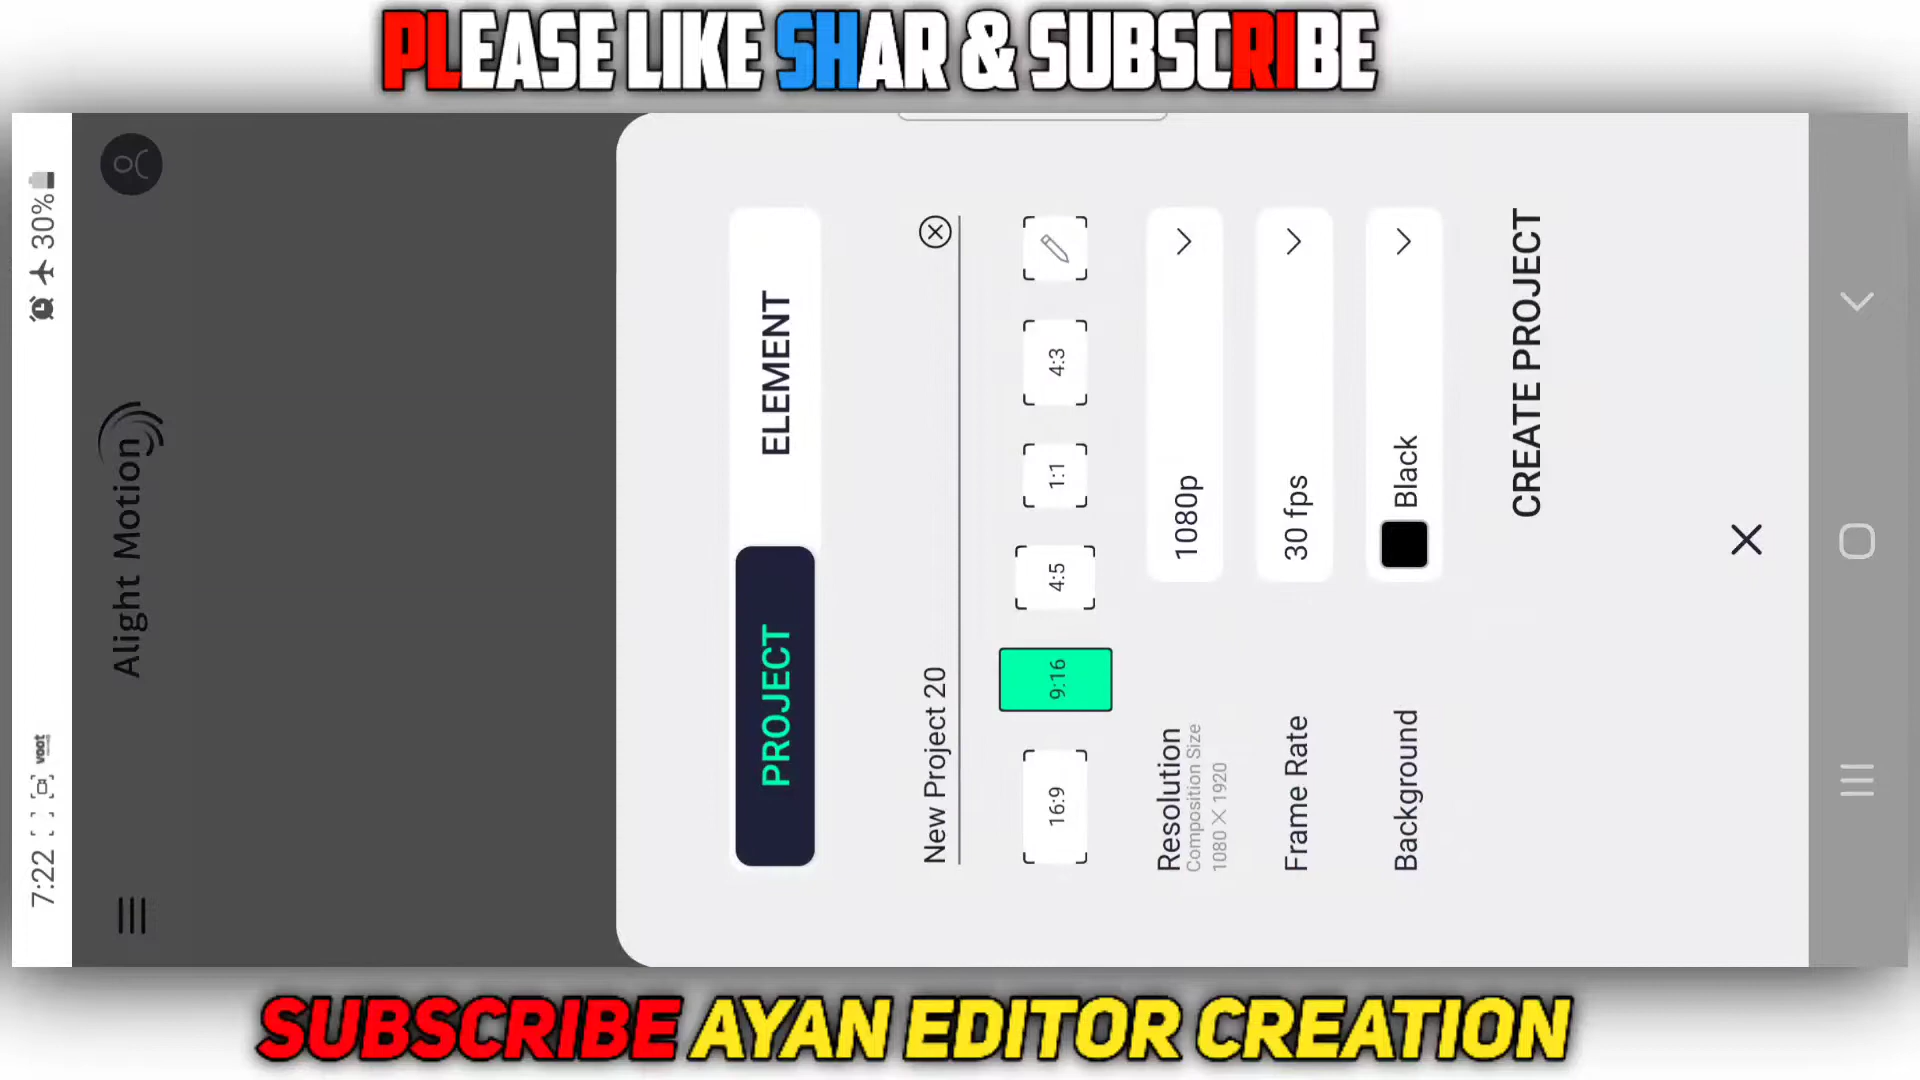 PLEASE LIKE SHAR & SUBSCRIBE
7:22 voot 30%
Alight Motion
PROJECT ELEMENT
New Project 20
16:9 9:16 4:5 1:1 4:3
Resolution 1080p
Composition Size
1080 X 1920
Frame Rate 30 fps
Background Black
CREATE PROJECT
SUBSCRIBE AYAN EDITOR CREATION